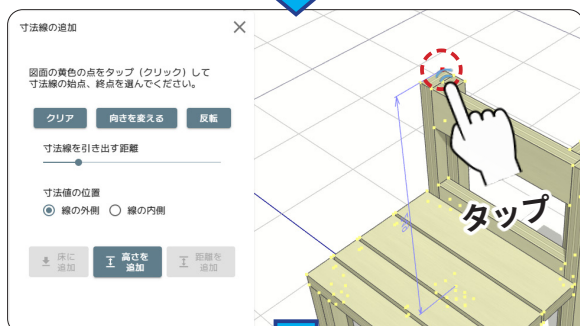 寸法線の追加
図面の黄色の点をタップ（クリック）して
寸法線の始点、終点を選んでください。
クリア 向きを変える 反転
寸法線を引き出す距離
寸法値の位置
線の外側 線の内側
床に
追加
高さを
追加
距離を
追加
タップ